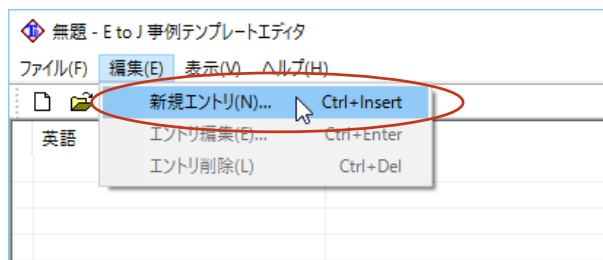 無題 - E to J 事例テンプレートエディタ
ファイル(F) 編集(E) 表示(V) ヘルプ(H)
新規エントリ(N)... Ctrl+Insert
英語 エントリ編集(E)... Ctrl+Enter
エントリ削除(L) Ctrl+Del